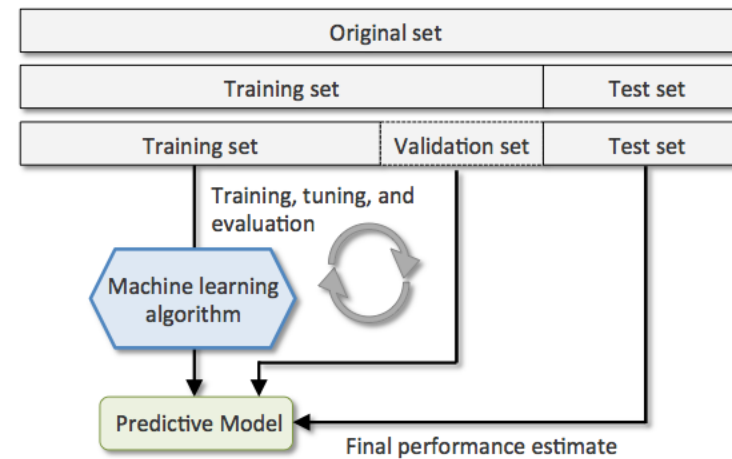 Original set
Training set
Test set
Training set
Validation set
Test set
Training, tuning, and
evaluation
Machine learning
algorithm
Predictive Model
Final performance estimate